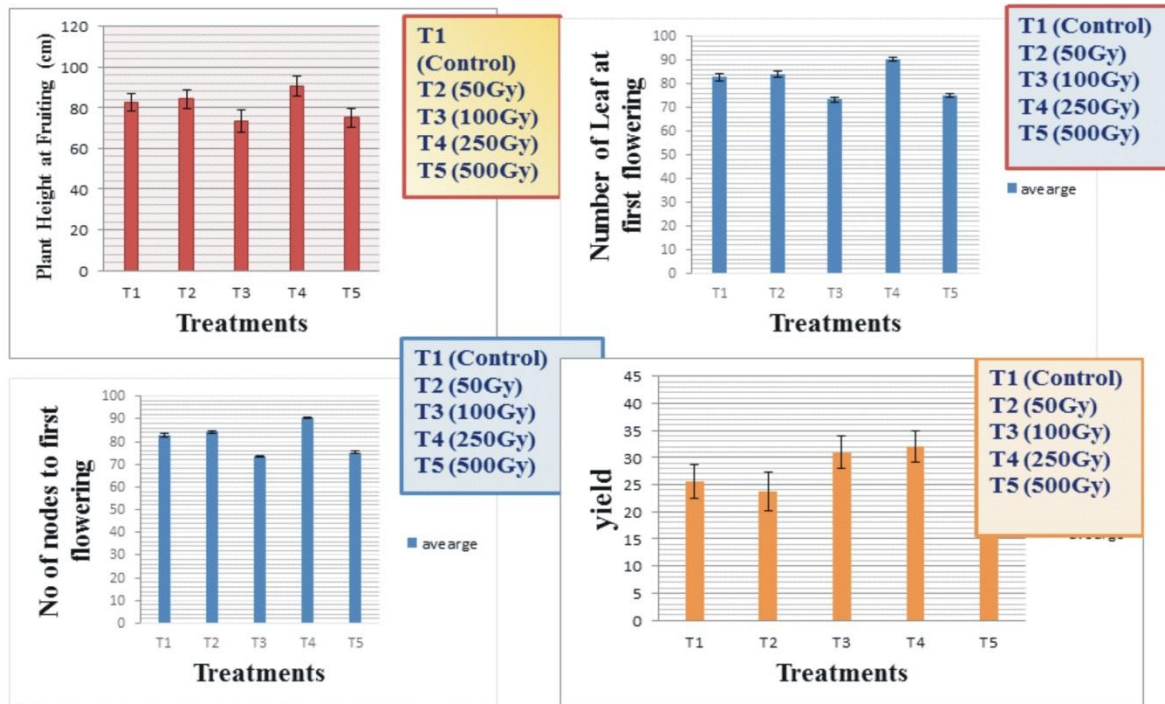 Plant Height at Fruiting (cm)
120
100
80
60
40
20
0
T1 T2 T3 T4 T5
Treatments
T1
(Control)
T2 (50Gy)
T3 (100Gy)
T4 (250Gy)
T5 (500Gy)
Number of Leaf at
first flowering
100
90
80
70
60
50
40
30
20
10
0
T1 T2 T3 T4 T5
Treatments
T1 (Control)
T2 (50Gy)
T3 (100Gy)
T4 (250Gy)
T5 (500Gy)
avearge
No of nodes to first
flowering
100
90
80
70
60
50
40
30
20
10
0
T1 T2 T3 T4 T5
Treatments
T1 (Control)
T2 (50Gy)
T3 (100Gy)
T4 (250Gy)
T5 (500Gy)
avearge
yield
45
40
35
30
25
20
15
10
5
0
T1 T2 T3 T4 T5
Treatments
T1 (Control)
T2 (50Gy)
T3 (100Gy)
T4 (250Gy)
T5 (500Gy)